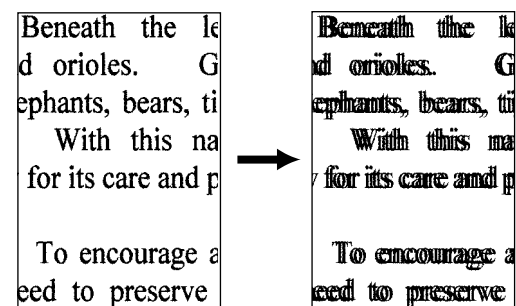 Beneath the le
d orioles. G
ephants, bears, ti
With this na
for its care and p
To encourage a
eed to preserve
Beneath the le
d orioles. G
ephants, bears, ti
With this na
y for its care and p
To encourage a
eed to preserve